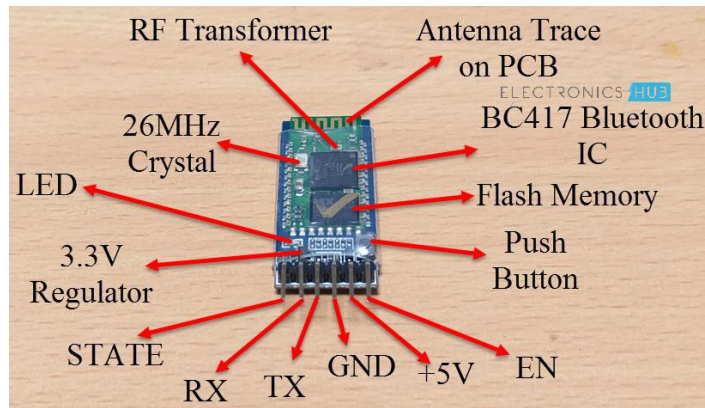 RF Transformer
Antenna Trace
on PCB
ELECTRONICS HUB
26MHz
Crystal
BC417 Bluetooth
IC
LED
Flash Memory
3.3V
Regulator
Push
Button
STATE
RX
TX
GND
+5V
EN